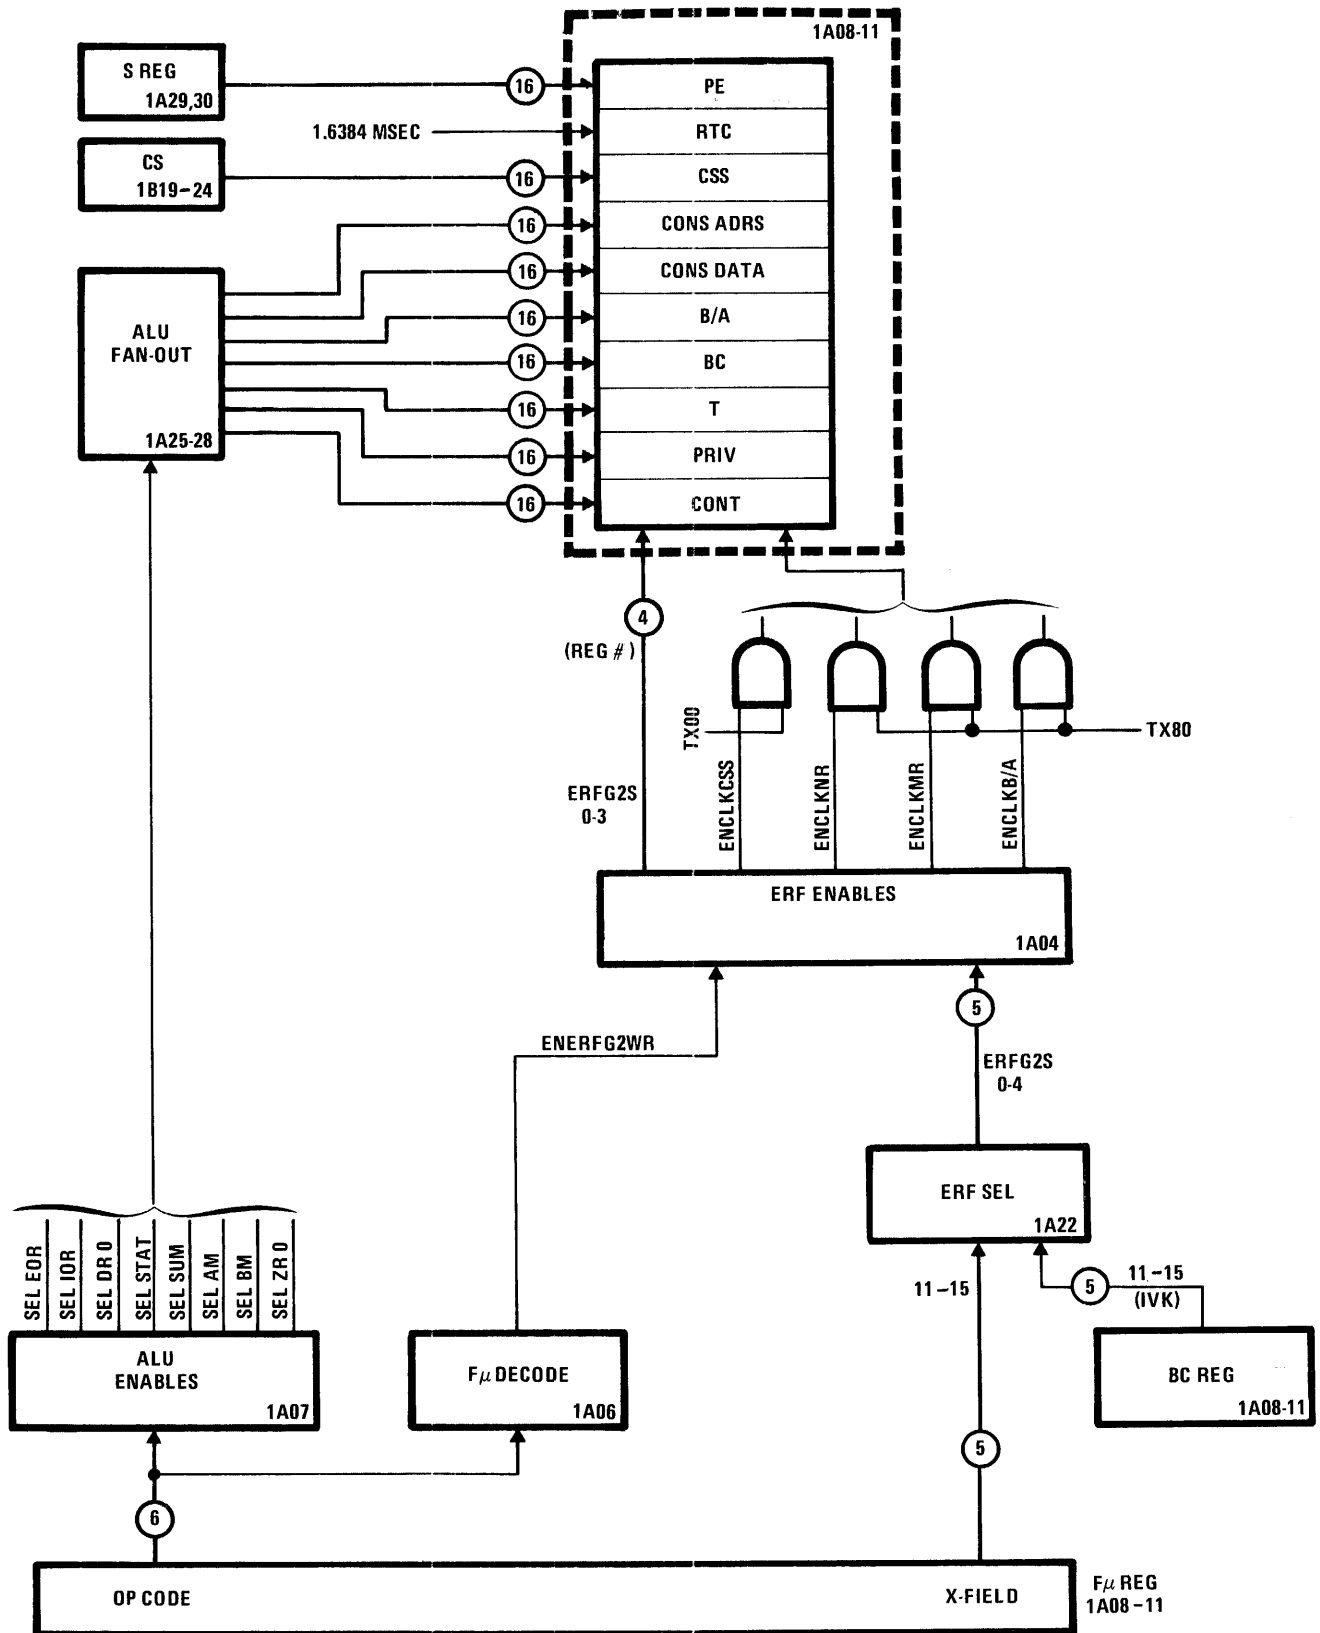 1A08-11
S REG
1A29,30
16
PE
1.6384 MSEC
RTC
CS
1B19-24
16
CSS
16
CONS ADRS
16
CONS DATA
ALU
FAN-OUT
1A25-28
16
B/A
16
BC
16
T
16
PRIV
16
CONT
4
(REG #)
TX00
TX80
ERFG2S
0-3
ENCLKCSS
ENCLKNR
ENCLKMR
ENCLKB/A
ERF ENABLES
1A04
5
ENERFG2WR
ERFG2S
0-4
ERF SEL
1A22
SEL EOR
SEL IOR
SEL DR 0
SEL STAT
SEL SUM
SEL AM
SEL BM
SEL ZR 0
11-15
5
11-15
(IVK)
ALU
ENABLES
1A07
Fμ DECODE
1A06
BC REG
1A08-11
5
6
OP CODE
X-FIELD
Fμ REG
1A08-11